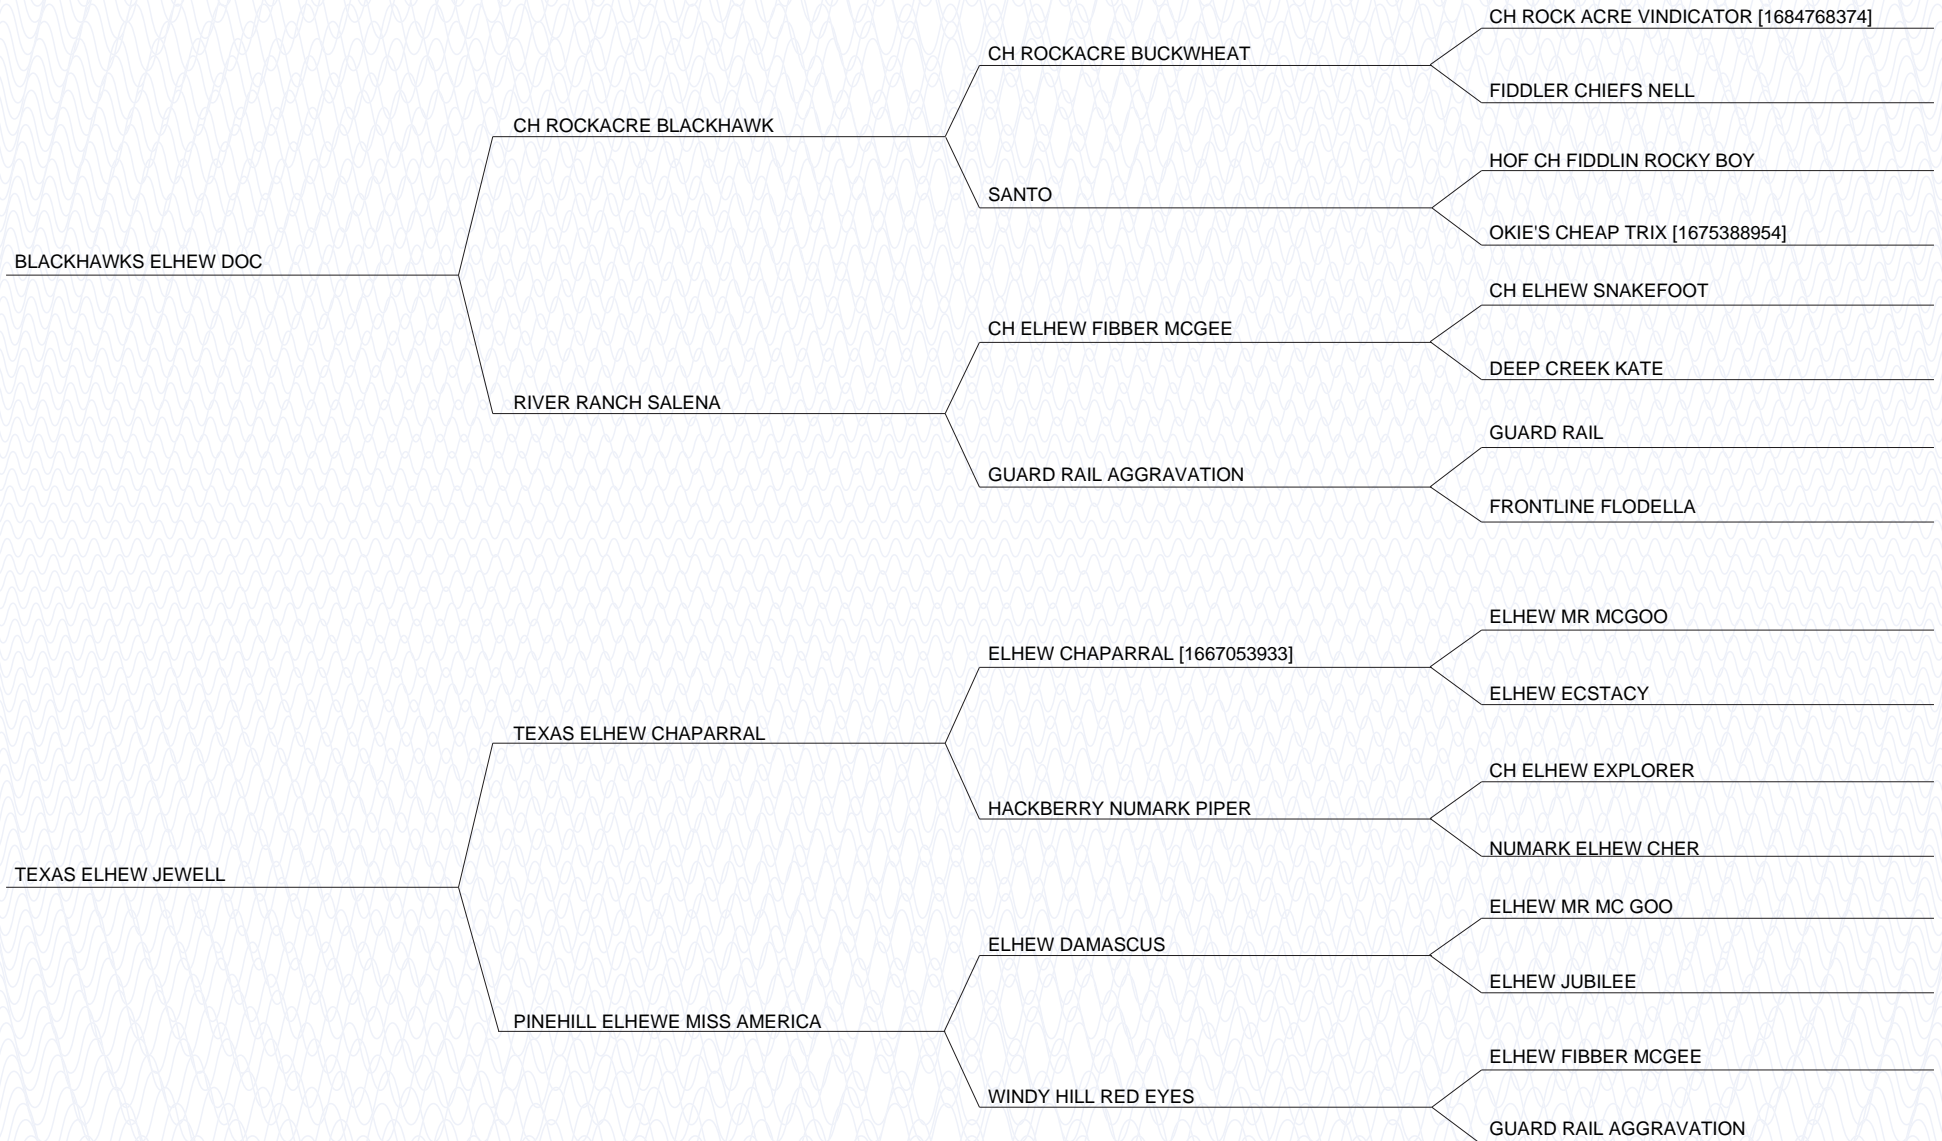 CH ROCK ACRE VINDICATOR [1684768374]
CH ROCKACRE BUCKWHEAT
FIDDLER CHIEFS NELL
CH ROCKACRE BLACKHAWK
HOF CH FIDDLIN ROCKY BOY
SANTO
OKIE'S CHEAP TRIX [1675388954]
BLACKHAWKS ELHEW DOC
CH ELHEW SNAKEFOOT
CH ELHEW FIBBER MCGEE
DEEP CREEK KATE
RIVER RANCH SALENA
GUARD RAIL
GUARD RAIL AGGRAVATION
FRONTLINE FLODELLA
ELHEW MR MCGOO
ELHEW CHAPARRAL [1667053933]
ELHEW ECSTACY
TEXAS ELHEW CHAPARRAL
CH ELHEW EXPLORER
HACKBERRY NUMARK PIPER
NUMARK ELHEW CHER
TEXAS ELHEW JEWELL
ELHEW MR MC GOO
ELHEW DAMASCUS
ELHEW JUBILEE
PINEHILL ELHEWE MISS AMERICA
ELHEW FIBBER MCGEE
WINDY HILL RED EYES
GUARD RAIL AGGRAVATION